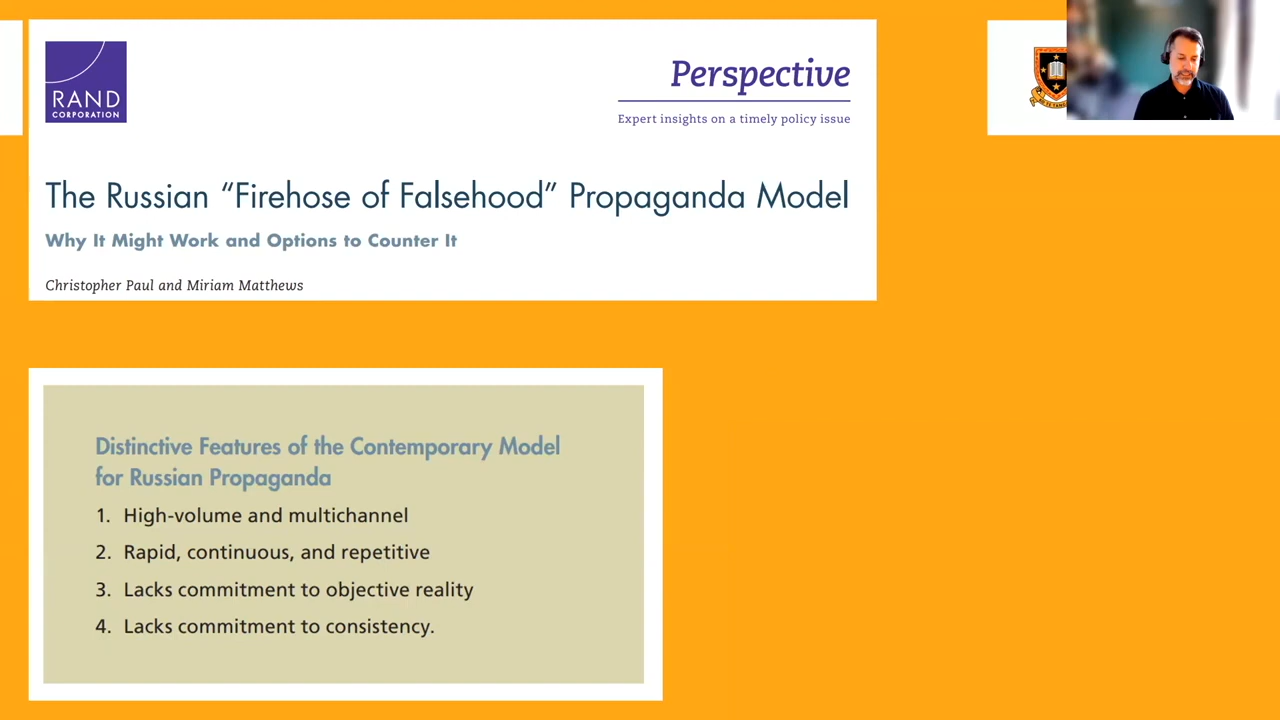 RAND
CORPORATION
Perspective
Expert insights on a timely policy issue
The Russian “Firehose of Falsehood” Propaganda Model
Why It Might Work and Options to Counter It
Christopher Paul and Miriam Matthews
Distinctive Features of the Contemporary Model
for Russian Propaganda
1. High-volume and multichannel
2. Rapid, continuous, and repetitive
3. Lacks commitment to objective reality
4. Lacks commitment to consistency.